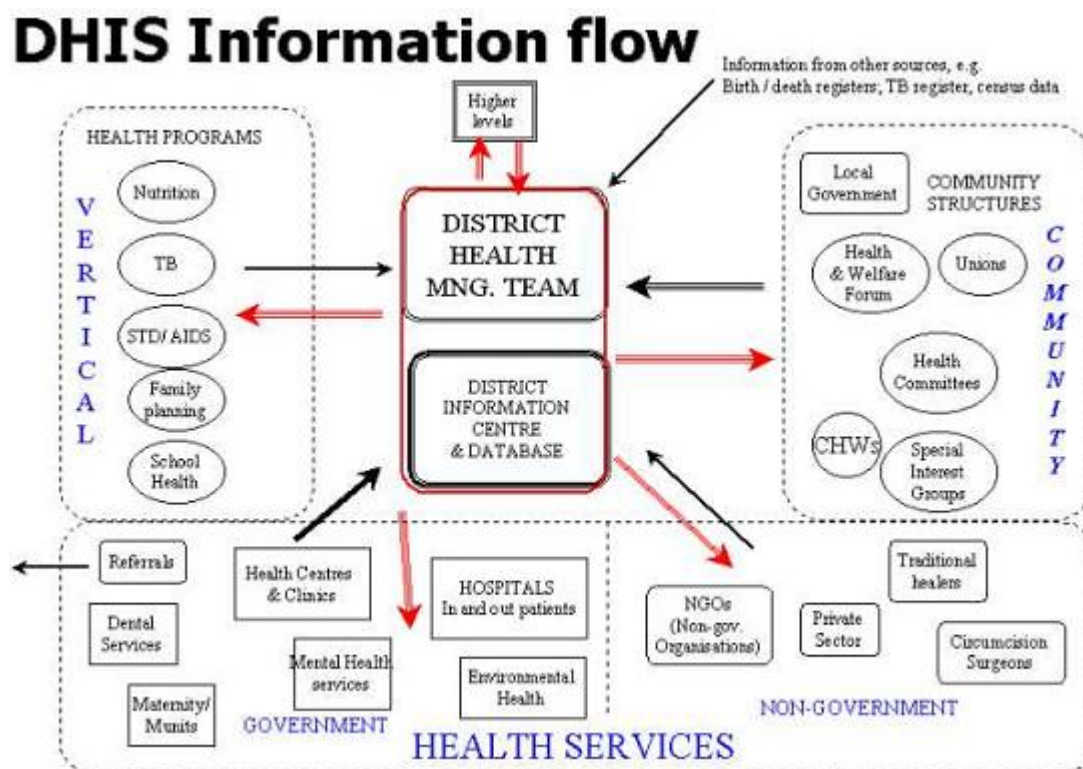 DHIS Information flow
Information from other sources, e.g.
Birth / death registers; TB register, census data
Higher
levels
HEALTH PROGRAMS
VERTICAL
Nutrition
TB
STD/ AIDS
Family
planning
School
Health
DISTRICT
HEALTH
MNG. TEAM
DISTRICT
INFORMATION
CENTRE
& DATABASE
Local
Government
COMMUNITY
STRUCTURES
COMMUNITY
Health
& Welfare
Forum
Unions
Health
Committees
CHWs
Special
Interest
Groups
Referrals
Health Centres
& Clinics
HOSPITALS
In and out patients
Dental
Services
Mental Health
services
Environmental
Health
Maternity/
Munits
GOVERNMENT
NGOs
(Non-gov.
Organisations)
Private
Sector
Traditional
healers
Circumcision
Surgeons
NON-GOVERNMENT
HEALTH SERVICES